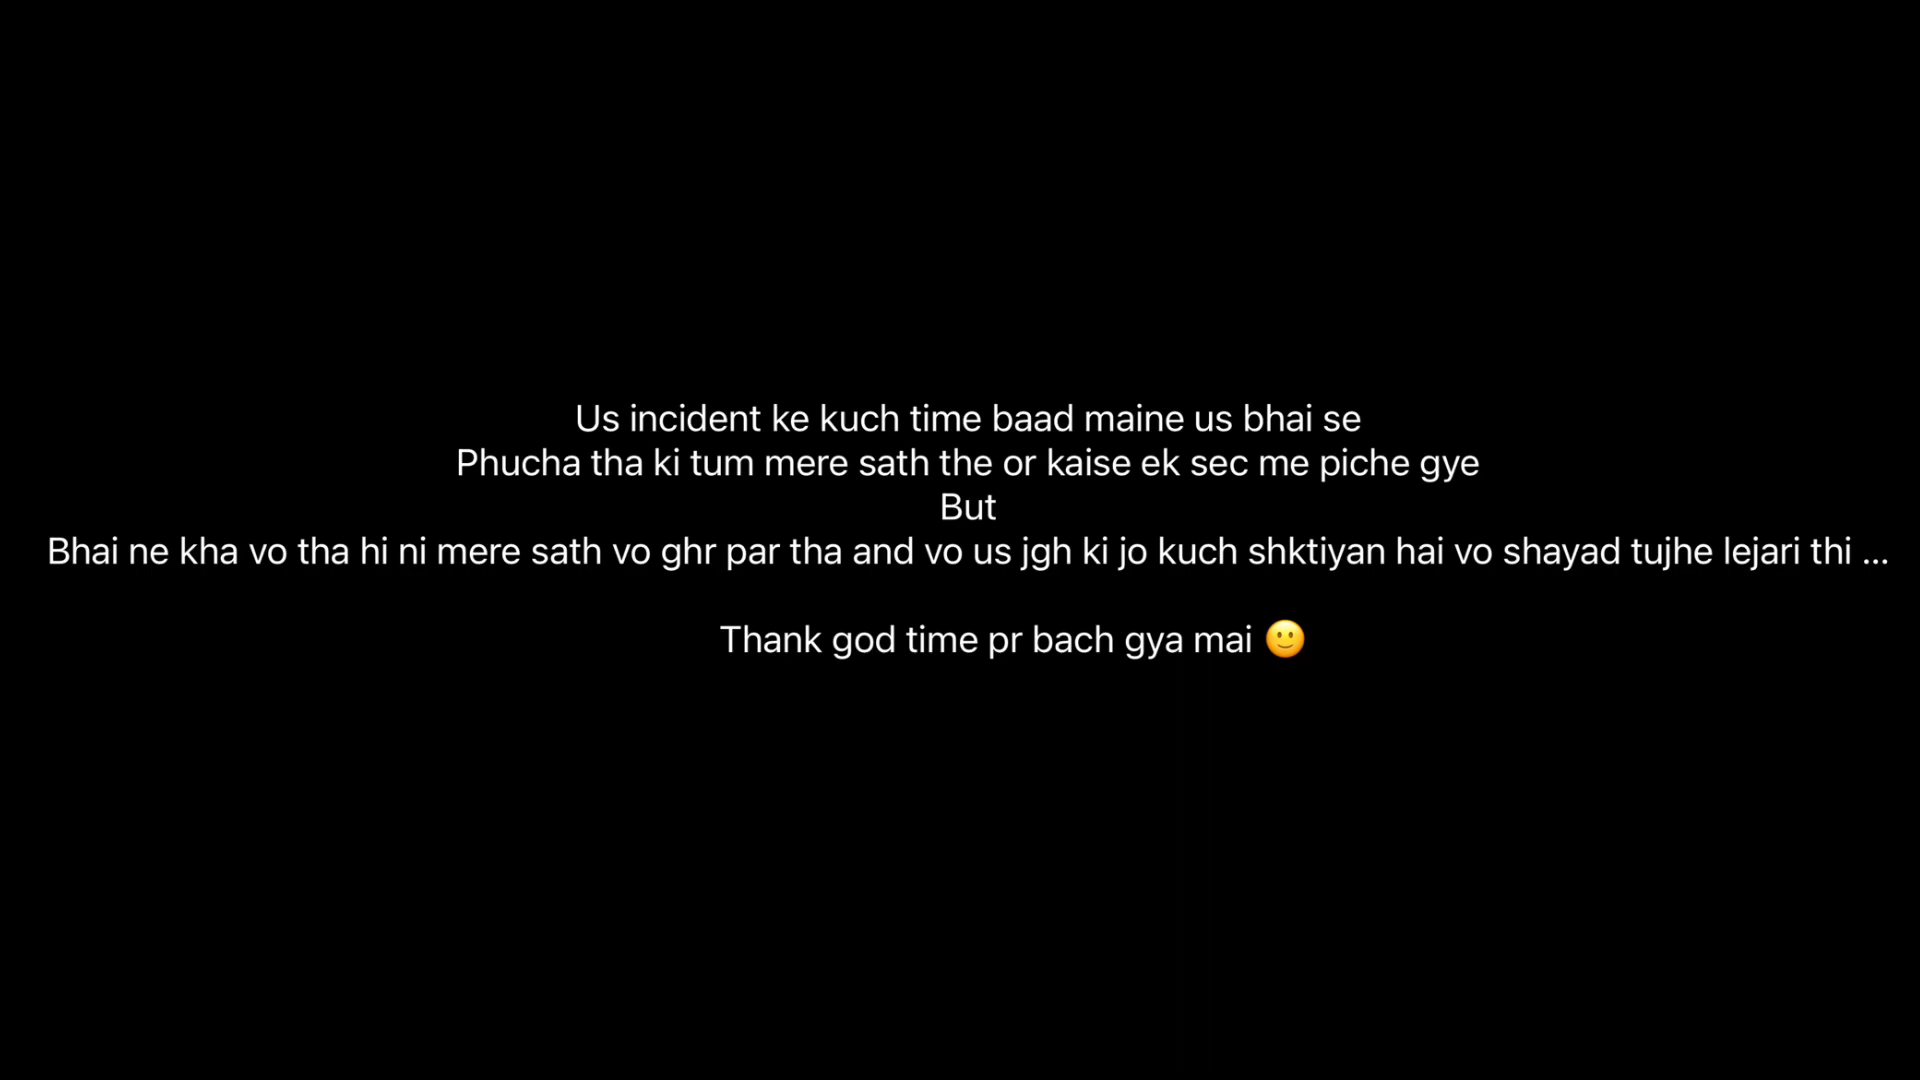 Us incident ke kuch time baad maine us bhai se
Phucha tha ki tum mere sath the or kaise ek sec me piche gye
But
Bhai ne kha vo tha hi ni mere sath vo ghr par tha and vo us jgh ki jo kuch shktiyan hai vo shayad tujhe lejari thi ...
Thank god time pr bach gya mai 🙂